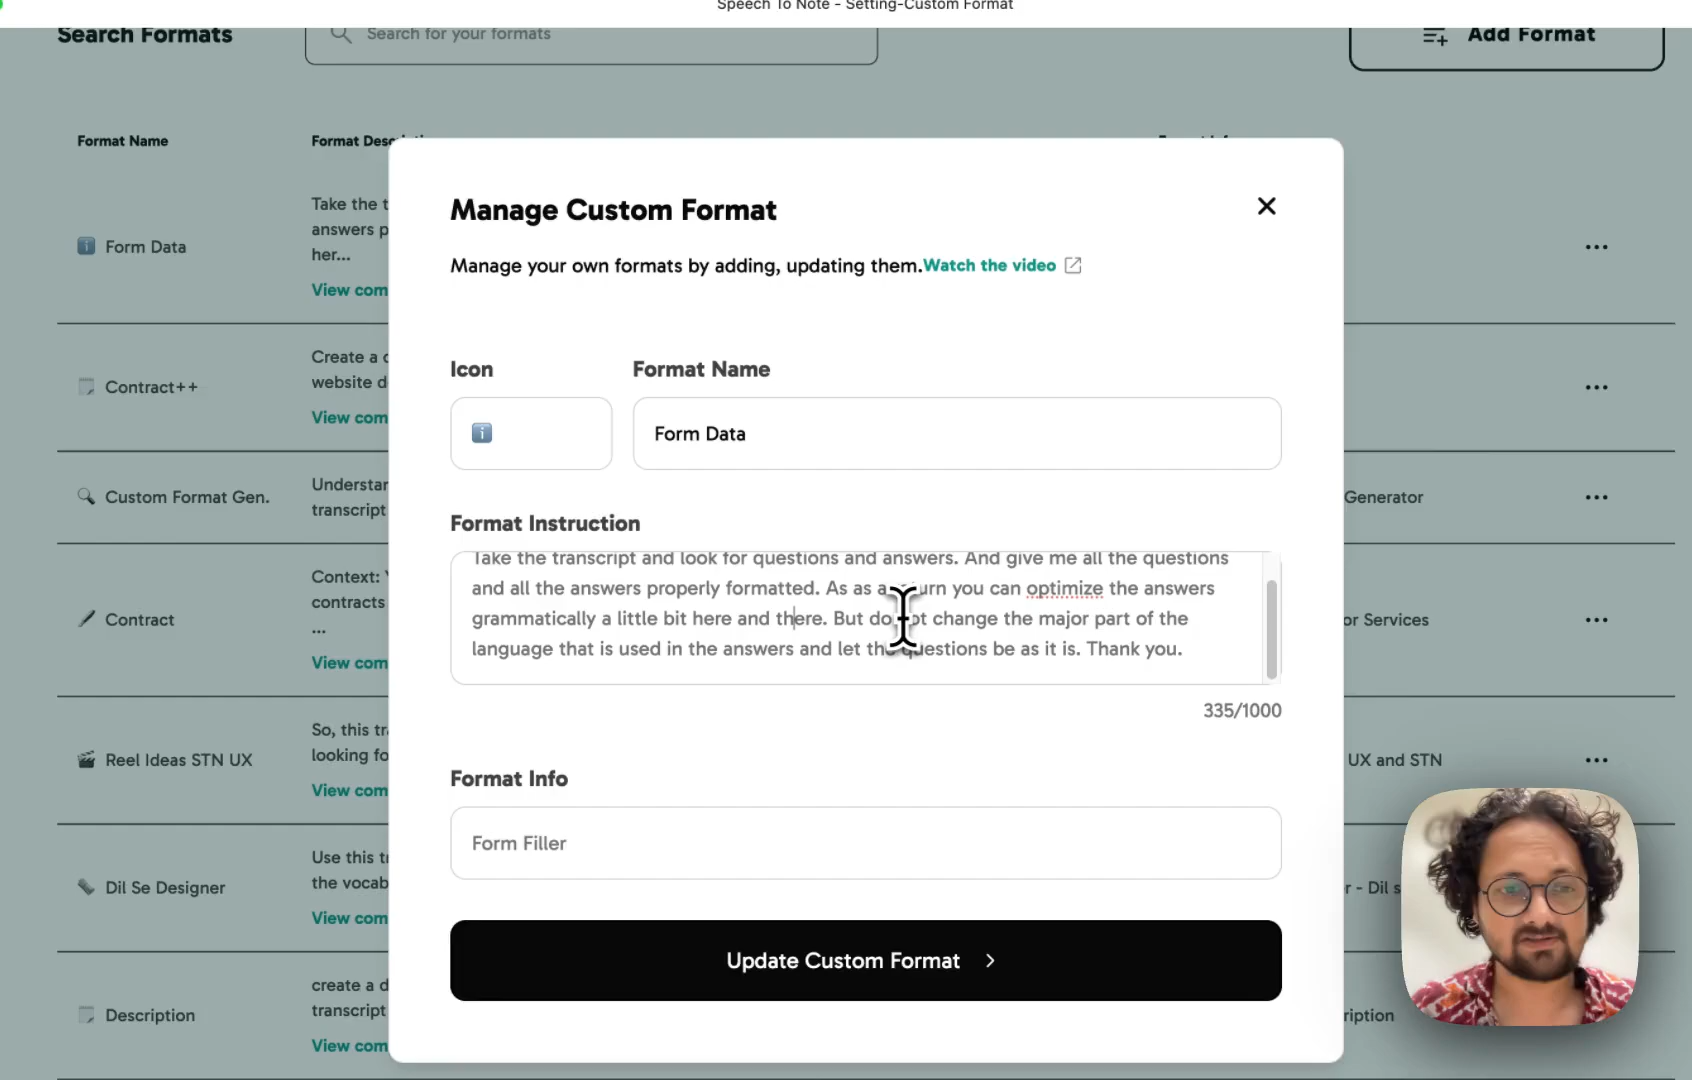 Speech To Note - Setting-Custom Format
Search Formats
Search for your formats
Add Format
Format Name
Format Desc
Form Data
Take the t
answers p
her...
View com
Contract++
Create a c
website d
View com
Custom Format Gen.
Understar
transcript
Generator
Contract
Context:
contracts
...
View com
or Services
Reel Ideas STN UX
So, this tr
looking fo
View com
UX and STN
Dil Se Designer
Use this tr
the vocab
View com
r - Dil s
Description
create a d
transcript
View com
ription
Manage Custom Format
Manage your own formats by adding, updating them.Watch the video
Icon
Format Name
Form Data
Format Instruction
Take the transcript and look for questions and answers. And give me all the questions
and all the answers properly formatted. As as a urn you can optimize the answers
grammatically a little bit here and there. But do not change the major part of the
language that is used in the answers and let the questions be as it is. Thank you.
335/1000
Format Info
Form Filler
Update Custom Format